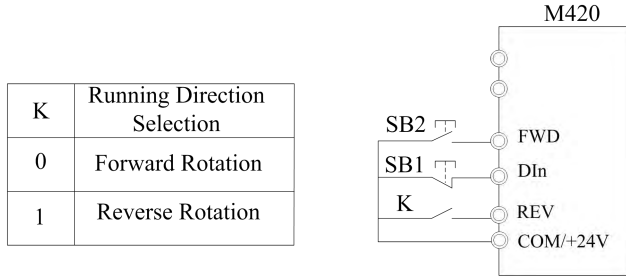 K
Running Direction
Selection
0
Forward Rotation
1
Reverse Rotation
M420
SB2
FWD
SB1
DIn
K
REV
COM/+24V